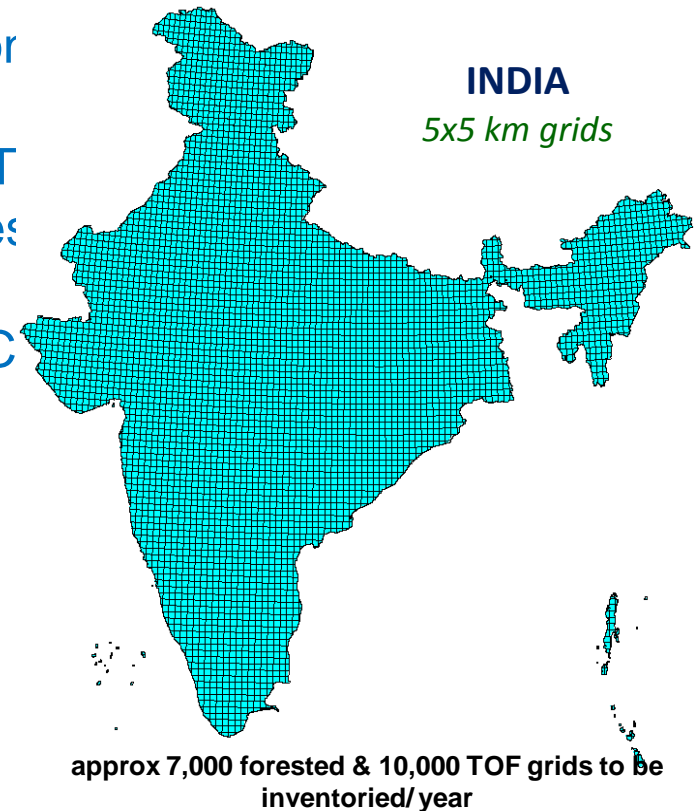 INDIA
5x5 km grids
approx 7,000 forested & 10,000 TOF grids to be
inventoried/year